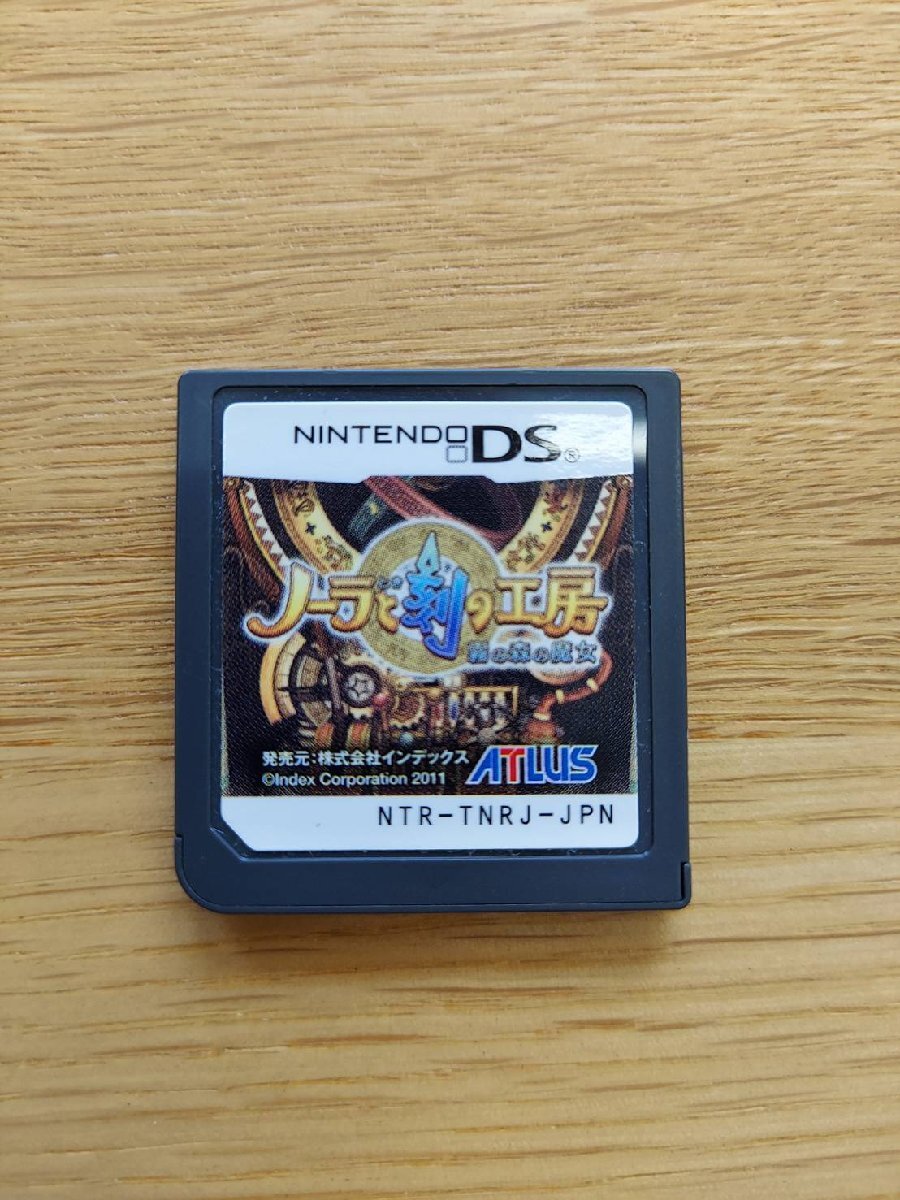 NINTENDO DS®
ノーラと刻の工房
霧の森の魔女
発売元:株式会社インデックス
©Index Corporation 2011
ATLUS
NTR-TNRJ-JPN